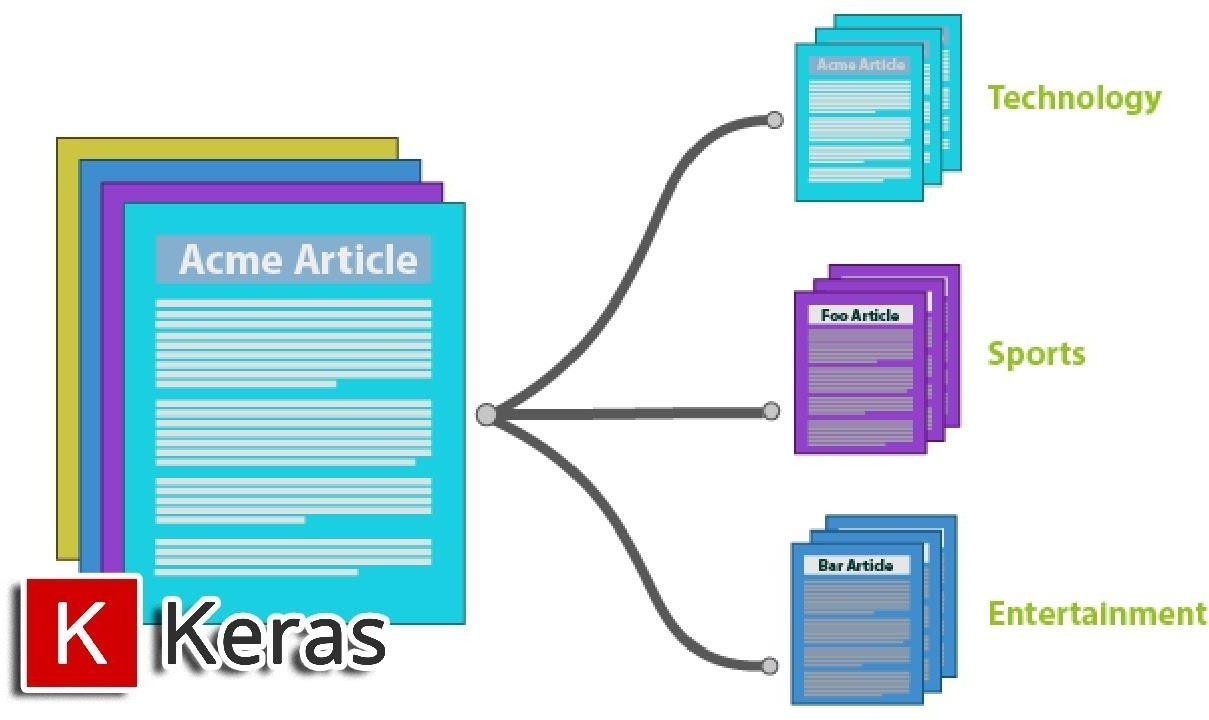 Acme Article
K Keras
Acme Article
Technology
Foo Article
Sports
Bar Article
Entertainment